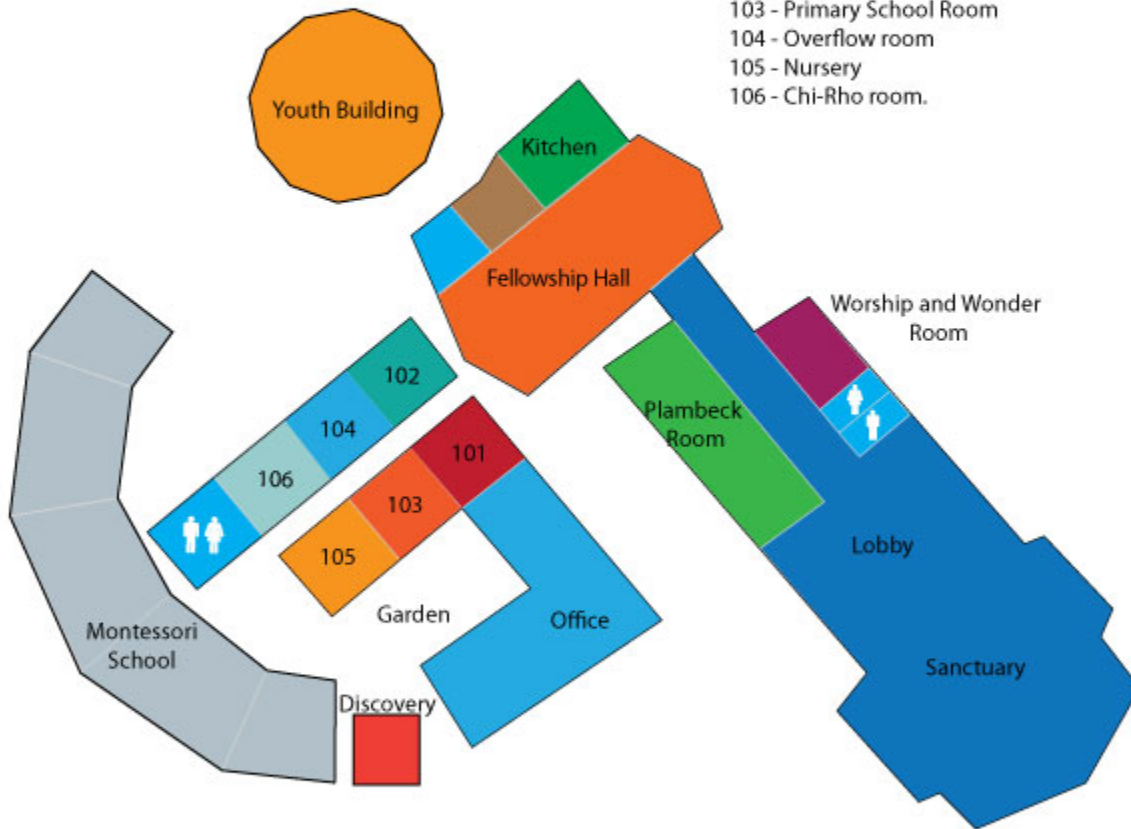 103 - Primary School Room
104 - Overflow room
105 - Nursery
106 - Chi-Rho room.
Youth Building
Kitchen
Fellowship Hall
Worship and Wonder
Room
102
Plambeck
Room
104
101
106
103
105
Lobby
Garden
Office
Montessori
School
Sanctuary
Discovery